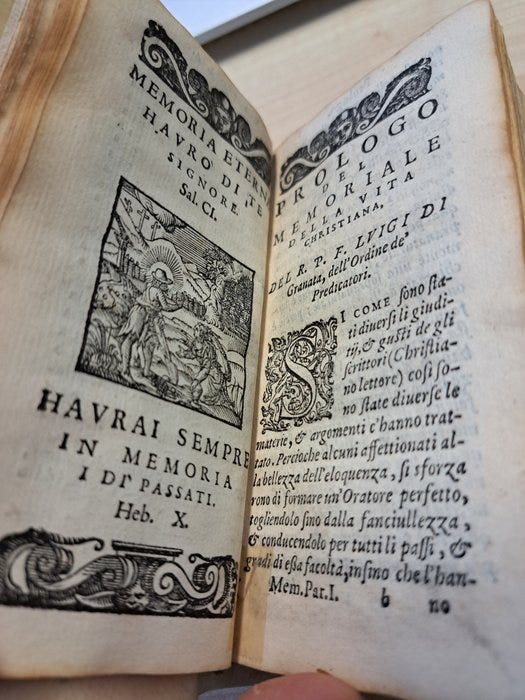 MEMORIA ETERN
HAVRO DI TE
SIGNORE.
Sal. CI.
HAVRAI SEMPRE
IN MEMORIA
I DI' PASSATI.
Heb. X.
PROLOGO
DEL
MEMORIALE
DELLA VITA
CHRISTIANA,
DEL R. P. F. LVIGI DI
Granata, dell'Ordine de'
Predicatori.
SI COME ſono ſta-
ti diuerſi li giudi-
tij, & guſti de gli
ſcrittori (Chriſtia-
no lettore) coſi ſo-
no ſtate diuerſe le
materie, & argomenti c'hanno trat-
tato. Percioche alcuni affettionati al-
la bellezza dell'eloquenza, ſi sforza
rono di formare un'Oratore perfetto,
togliendolo ſino dalla fanciullezza,
& conducendolo per tutti li paſſi, &
gradi di eßa facoltà, inſino che l'han-
Mem. Par. I. b no